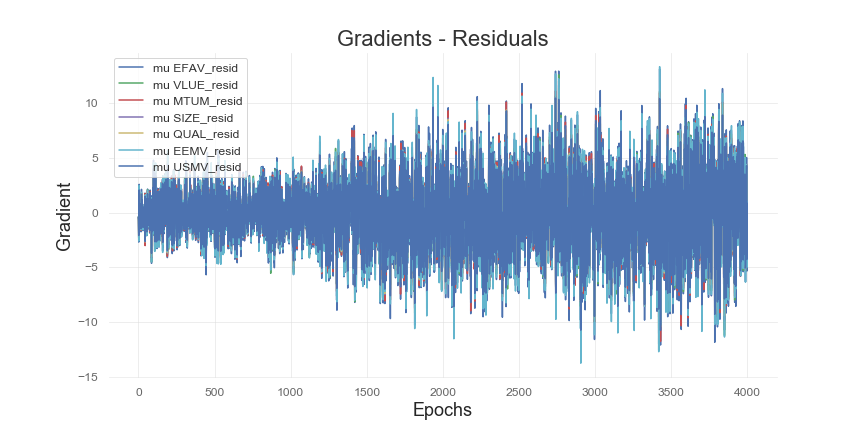 Gradients - Residuals
mu EFAV_resid
mu VLUE_resid
mu MTUM_resid
mu SIZE_resid
mu QUAL_resid
mu EEMV_resid
mu USMV_resid
10
5
0
−5
−10
−15
Gradient
0 500 1000 1500 2000 2500 3000 3500 4000
Epochs